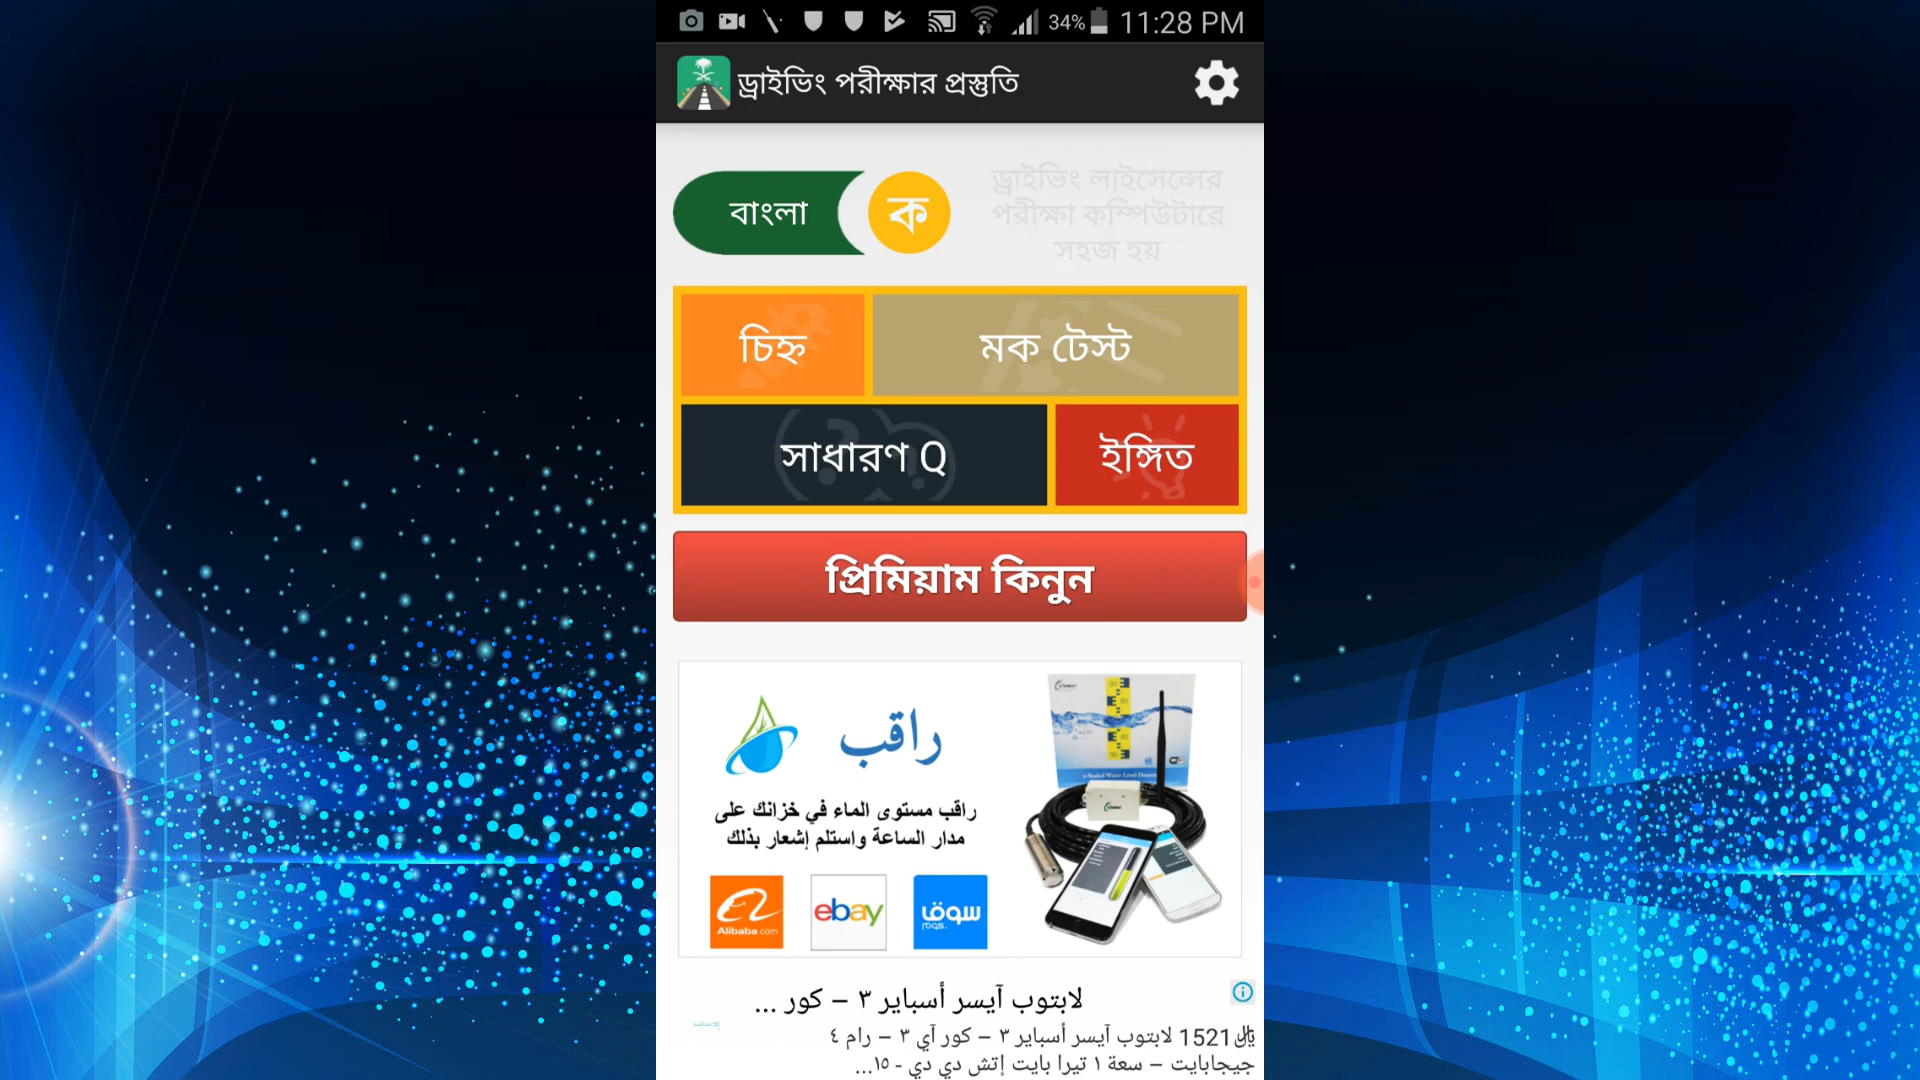 34% 11:28 PM
ড্রাইভিং পরীক্ষার প্রস্তুতি
বাংলা
ক
ড্রাইভিং লাইসেন্সের
পরীক্ষা কম্পিউটারে
সহজ হয়
চিহ্ন
মক টেস্ট
সাধারণ Q
ইঙ্গিত
প্রিমিয়াম কিনুন
راقب
راقب مستوى الماء في خزانك على
مدار الساعة واستلم إشعار بذلك
Alibaba.com
ebay
سوق
لابتوب آيسر أسباير ٣ – كور ...
1521 ﷼ لابتوب آيسر أسباير ٣ – كور آي ٣ – رام ٤
جيجابايت – سعة ١ تيرا بايت إتش دي دي - ١٥...